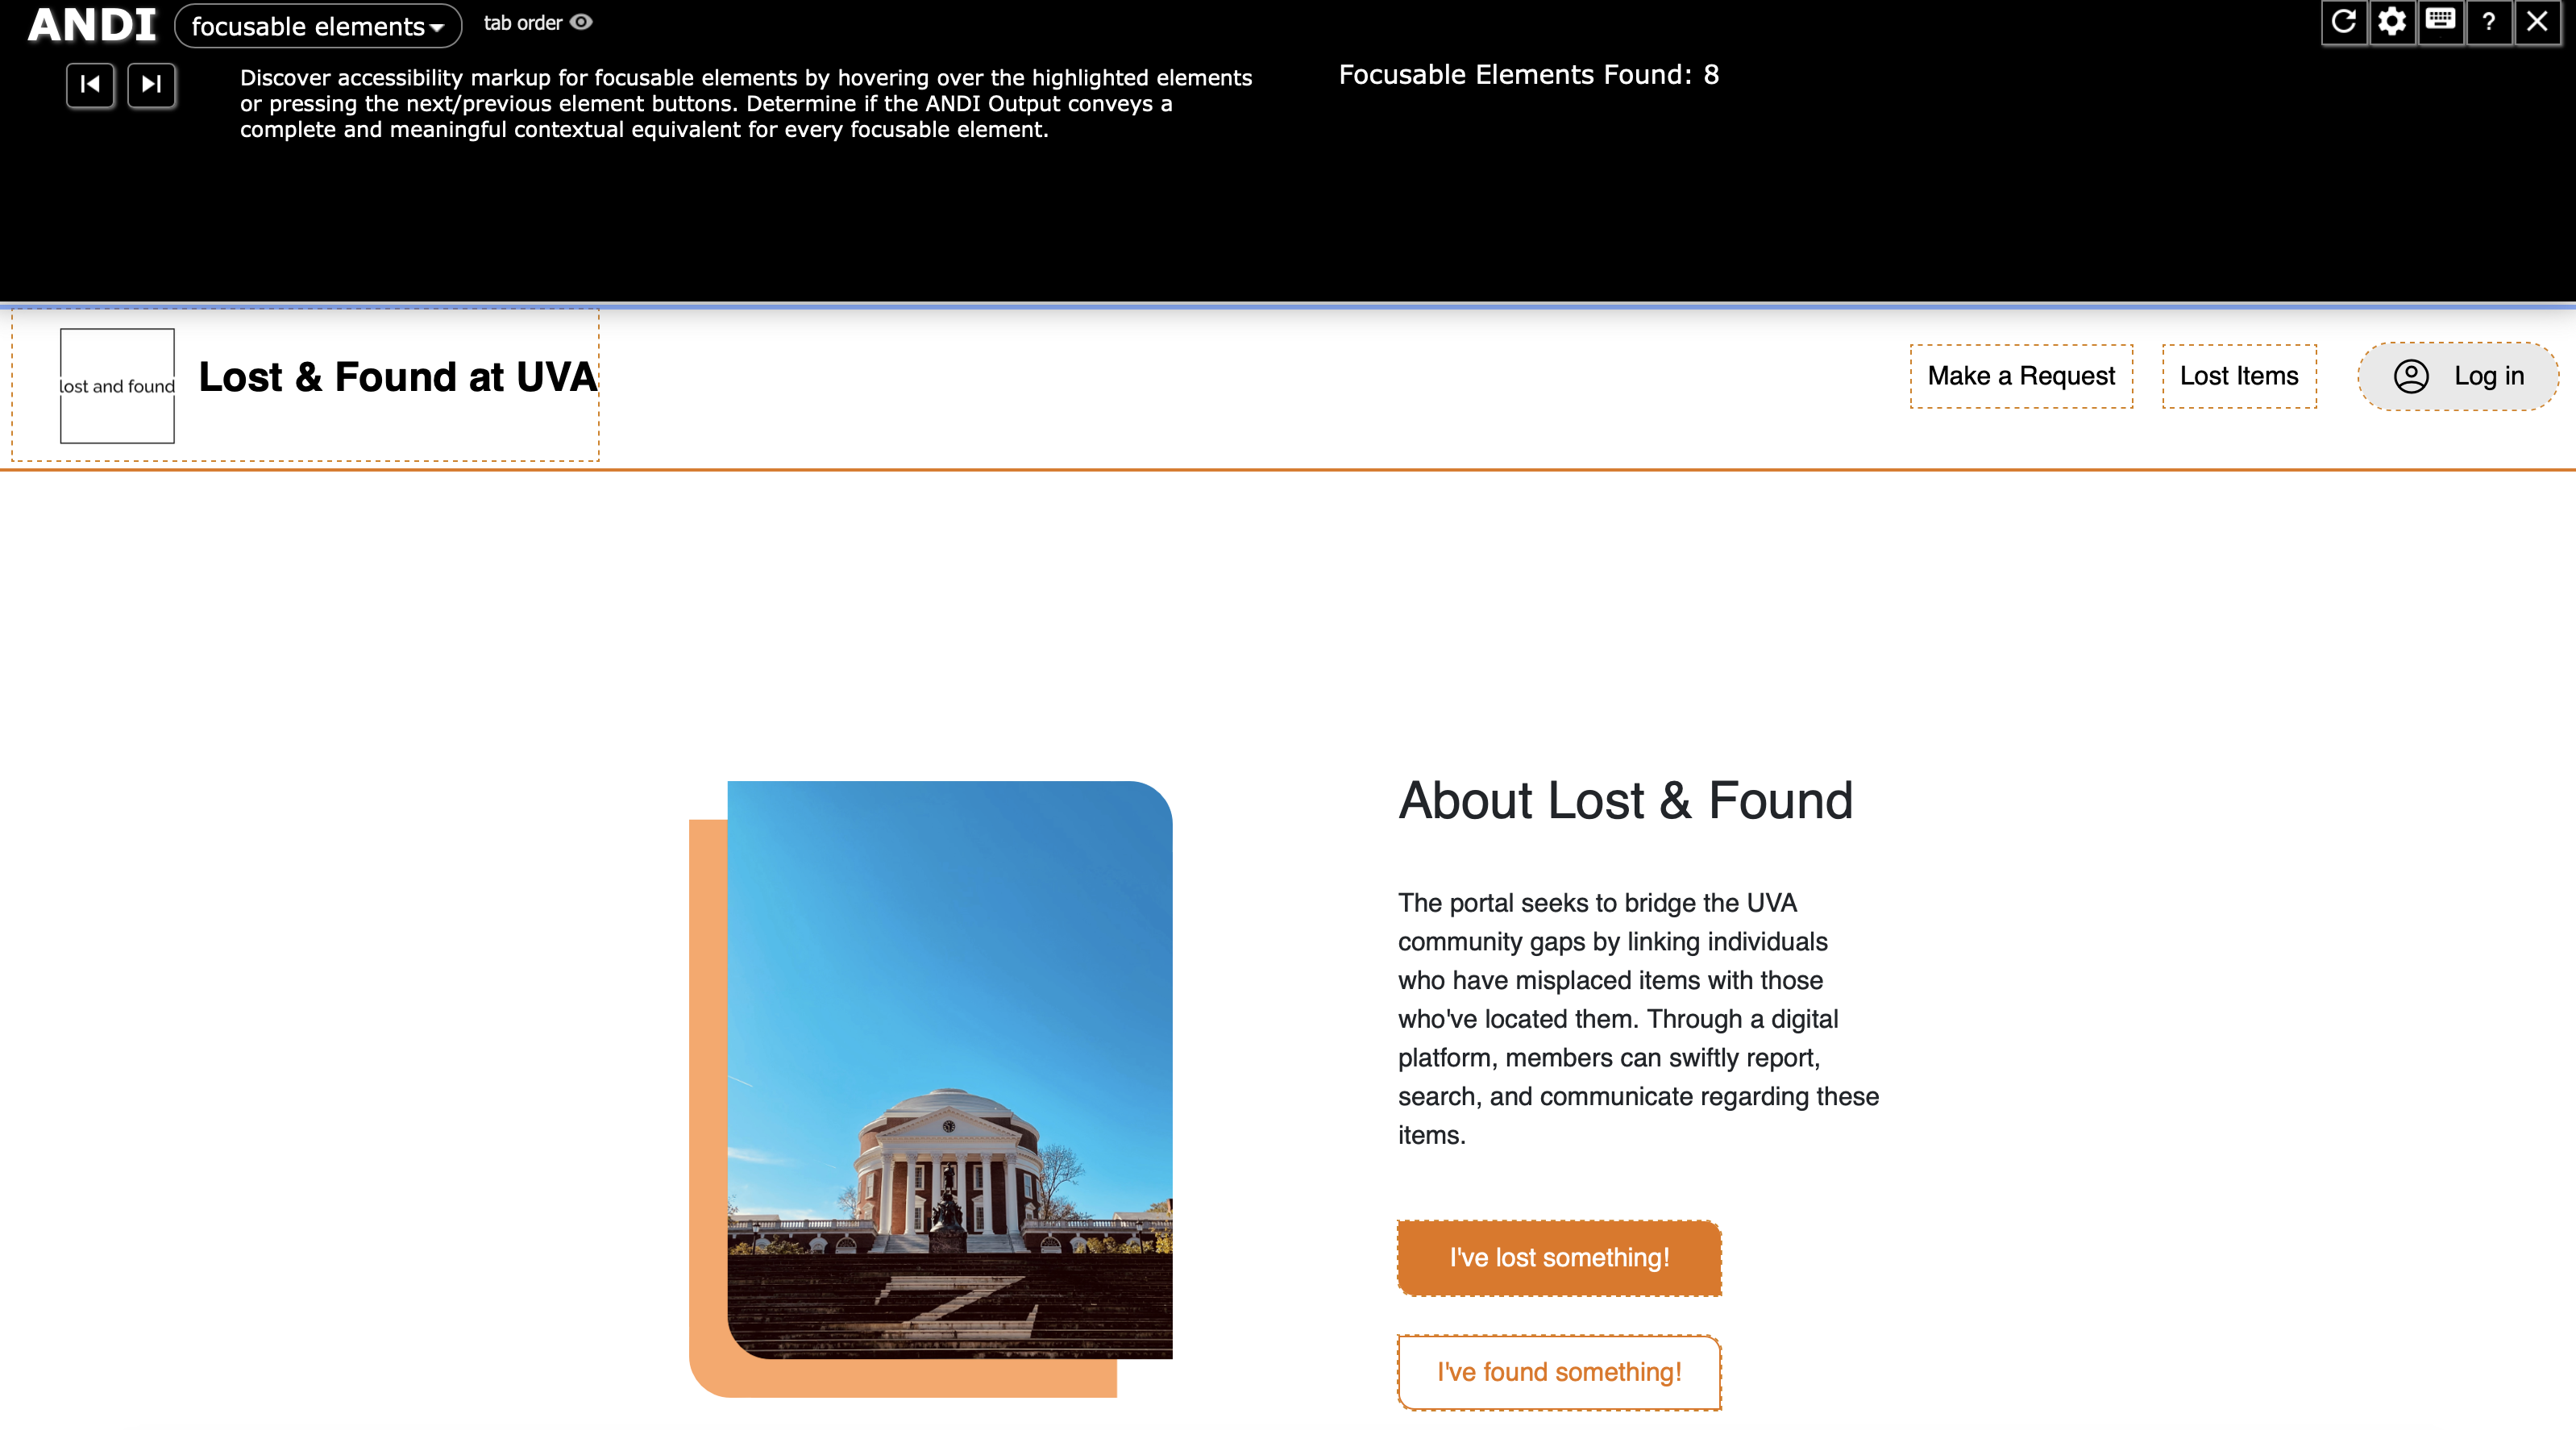 ANDI
focusable elements
tab order
?
Discover accessibility markup for focusable elements by hovering over the highlighted elements
or pressing the next/previous element buttons. Determine if the ANDI Output conveys a
complete and meaningful contextual equivalent for every focusable element.
Focusable Elements Found: 8
lost and found
Lost & Found at UVA
Make a Request
Lost Items
Log in
About Lost & Found
The portal seeks to bridge the UVA
community gaps by linking individuals
who have misplaced items with those
who've located them. Through a digital
platform, members can swiftly report,
search, and communicate regarding these
items.
I've lost something!
I've found something!